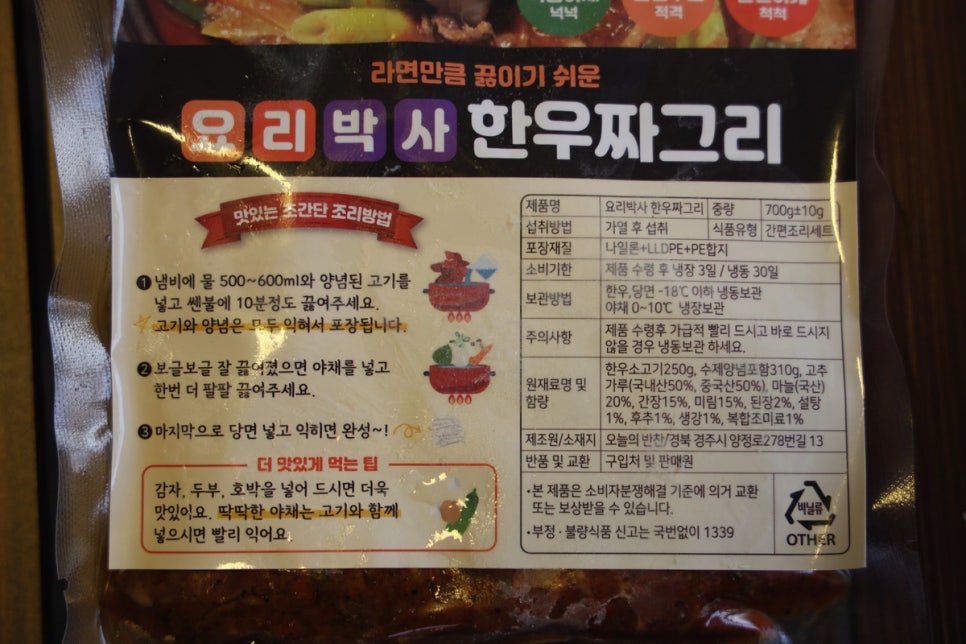 넉넉
적격
척척
라면만큼 끓이기 쉬운
요리박사 한우짜그리
맛있는 초간단 조리방법
❶ 냄비에 물 500~600ml와 양념된 고기를
넣고 쎈불에 10분정도 끓여주세요.
고기와 양념은 모두 익혀서 포장됩니다.
❷ 보글보글 잘 끓여졌으면 야채를 넣고
한번 더 팔팔 끓여주세요.
❸ 마지막으로 당면 넣고 익히면 완성~!
더 맛있게 먹는 팁
감자, 두부, 호박을 넣어 드시면 더욱
맛있어요. 딱딱한 야채는 고기와 함께
넣으시면 빨리 익어요
제품명 요리박사 한우짜그리 중량 700g±10g
섭취방법 가열 후 섭취 식품유형 간편조리세트
포장재질 나일론+LLDPE+PE합지
소비기한 제품 수령 후 냉장 3일 / 냉동 30일
보관방법 한우,당면 -18℃ 이하 냉동보관
야채 0~10℃ 냉장보관
주의사항 제품 수령후 가급적 빨리 드시고 바로 드시지
않을 경우 냉동보관 하세요.
원재료명 및
함량
한우소고기250g, 수제양념포함310g, 고추
가루(국내산50%, 중국산50%), 마늘(국산)
20%, 간장15%, 미림15%, 된장2%, 설탕
1%, 후추1%, 생강1%, 복합조미료1%
제조원/소재지 오늘의 반찬/경북 경주시 양정로278번길 13
반품 및 교환 구입처 및 판매원
·본 제품은 소비자분쟁해결 기준에 의거 교환
또는 보상받을 수 있습니다.
·부정·불량식품 신고는 국번없이 1339
비닐류
OTHER